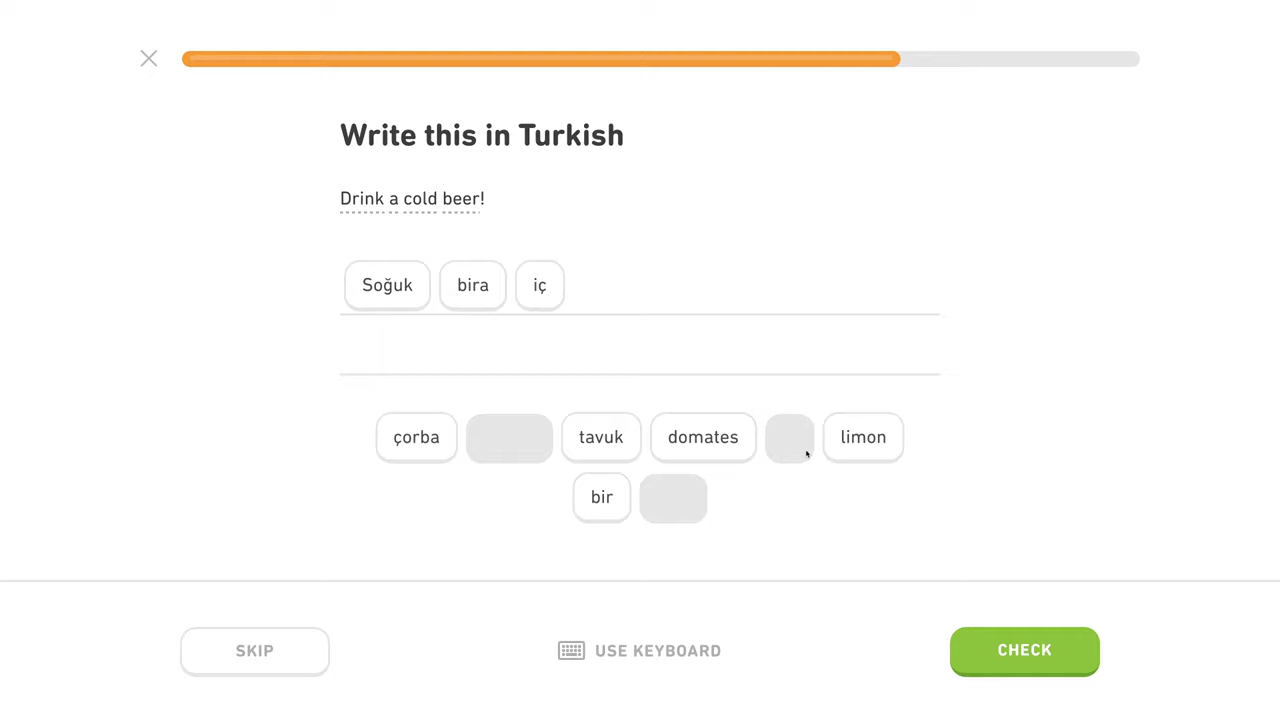 Write this in Turkish
Drink a cold beer!
Soğuk bira iç
çorba tavuk domates limon
bir
SKIP USE KEYBOARD CHECK